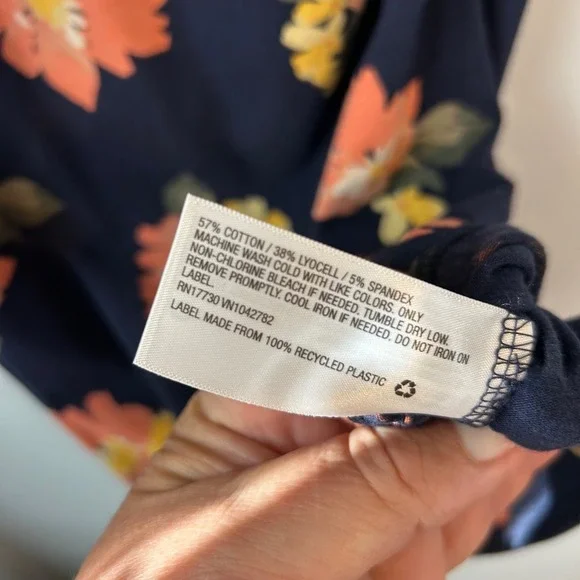 57% COTTON / 38% LYOCELL / 5% SPANDEX
MACHINE WASH COLD WITH LIKE COLORS. ONLY
NON-CHLORINE BLEACH IF NEEDED. TUMBLE DRY LOW.
REMOVE PROMPTLY. COOL IRON IF NEEDED. DO NOT IRON ON
LABEL.
RN17730 VN1042782
LABEL MADE FROM 100% RECYCLED PLASTIC